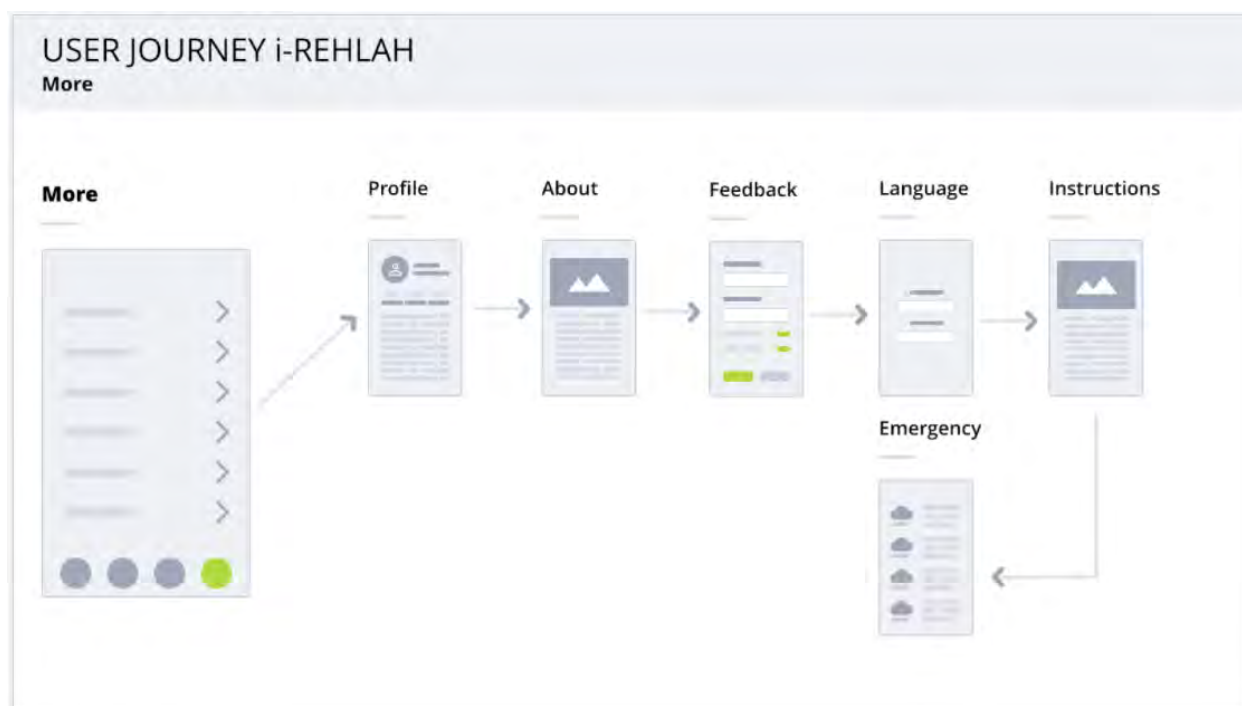 USER JOURNEY i-REHLAH
More
More
Profile
About
Feedback
Language
Instructions
Emergency